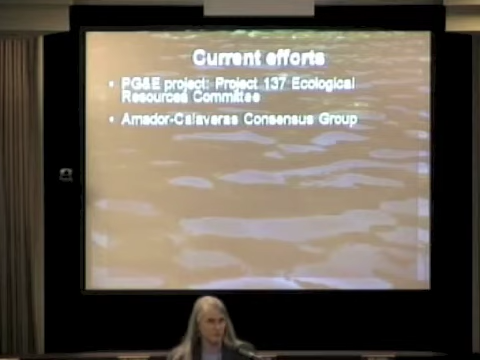 Current efforts
• PG&E project: Project 137 Ecological
Resources Committee
• Amador-Calaveras Consensus Group